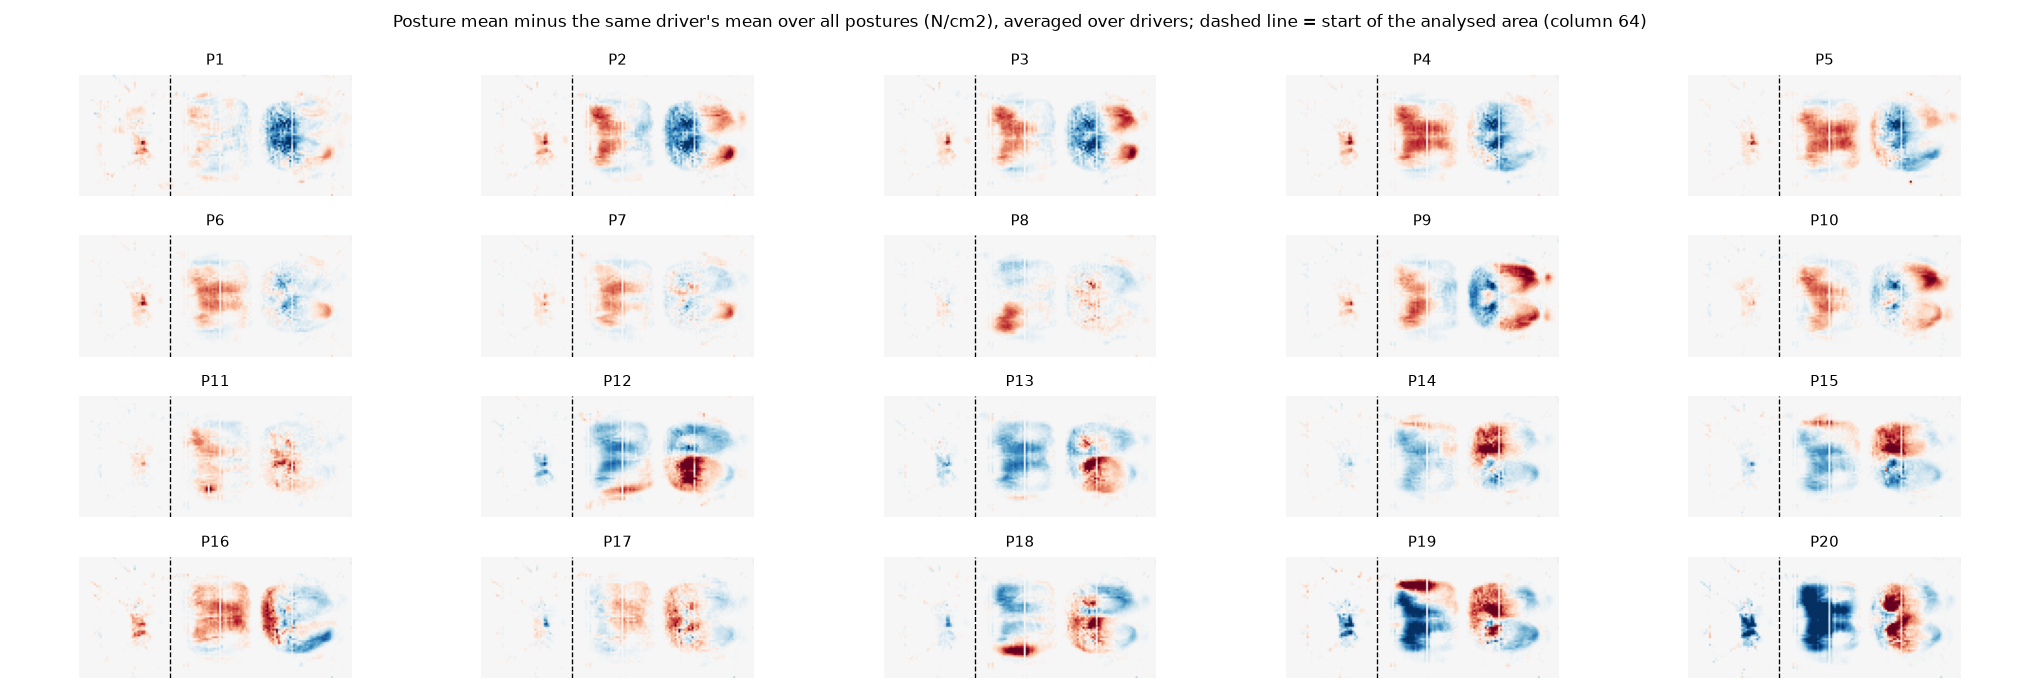 Posture mean minus the same driver's mean over all postures (N/cm2), averaged over drivers; dashed line = start of the analysed area (column 64)
P1 P2 P3 P4 P5
P6 P7 P8 P9 P10
P11 P12 P13 P14 P15
P16 P17 P18 P19 P20